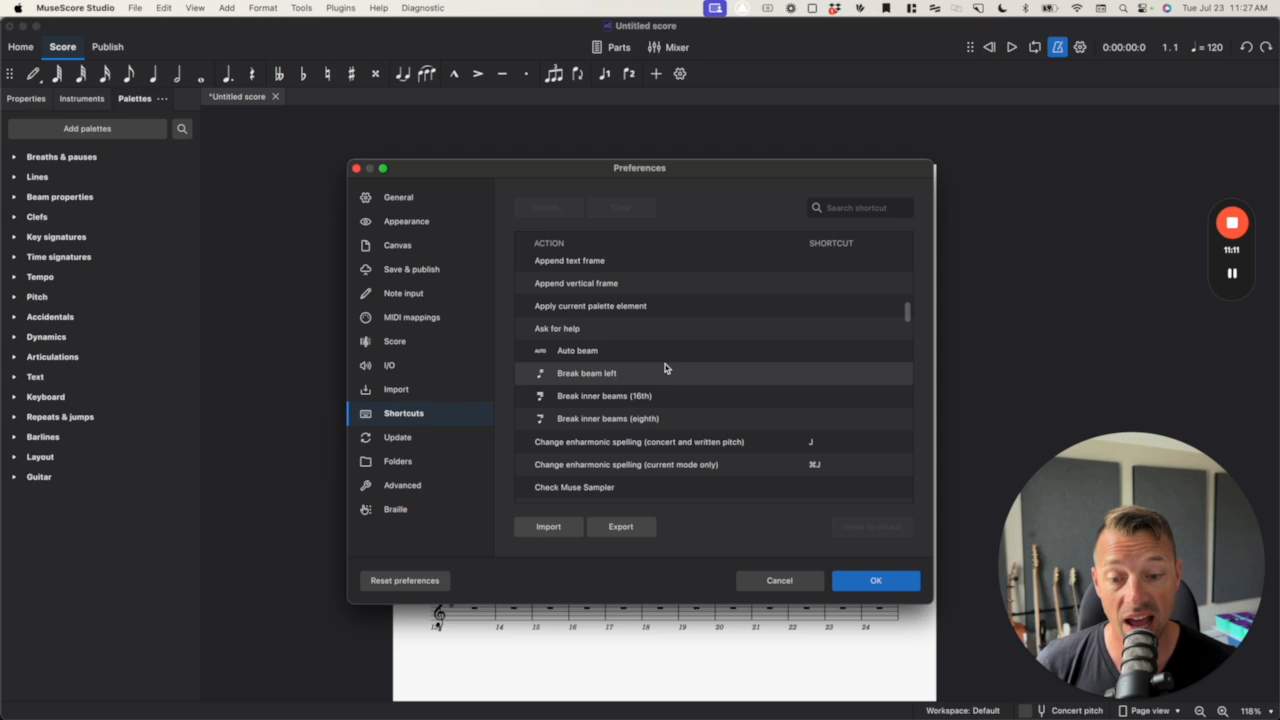 MuseScore Studio File Edit View Add Format Tools Plugins Help Diagnostic Tue Jul 23 11:27 AM
Untitled score
Home Score Publish Parts Mixer 0:00:00:0 1. 1 = 120
Properties Instruments Palettes *Untitled score
Add palettes
Breaths & pauses
Lines
Beam properties
Clefs
Key signatures
Time signatures
Tempo
Pitch
Accidentals
Dynamics
Articulations
Text
Keyboard
Repeats & jumps
Barlines
Layout
Guitar
Preferences
General
Appearance
Canvas
Save & publish
Note input
MIDI mappings
Score
I/O
Import
Shortcuts
Update
Folders
Advanced
Braille
Clear
Search shortcut
ACTION SHORTCUT
Append text frame
Append vertical frame
Apply current palette element
Ask for help
AUTO Auto beam
Break beam left
Break inner beams (16th)
Break inner beams (eighth)
Change enharmonic spelling (concert and written pitch) J
Change enharmonic spelling (current mode only) ⌘J
Check Muse Sampler
Import Export Reset to default
Reset preferences Cancel OK
14 15 16 17 18 19 20 21 22 23 24
11:11
Workspace: Default Concert pitch Page view 118%